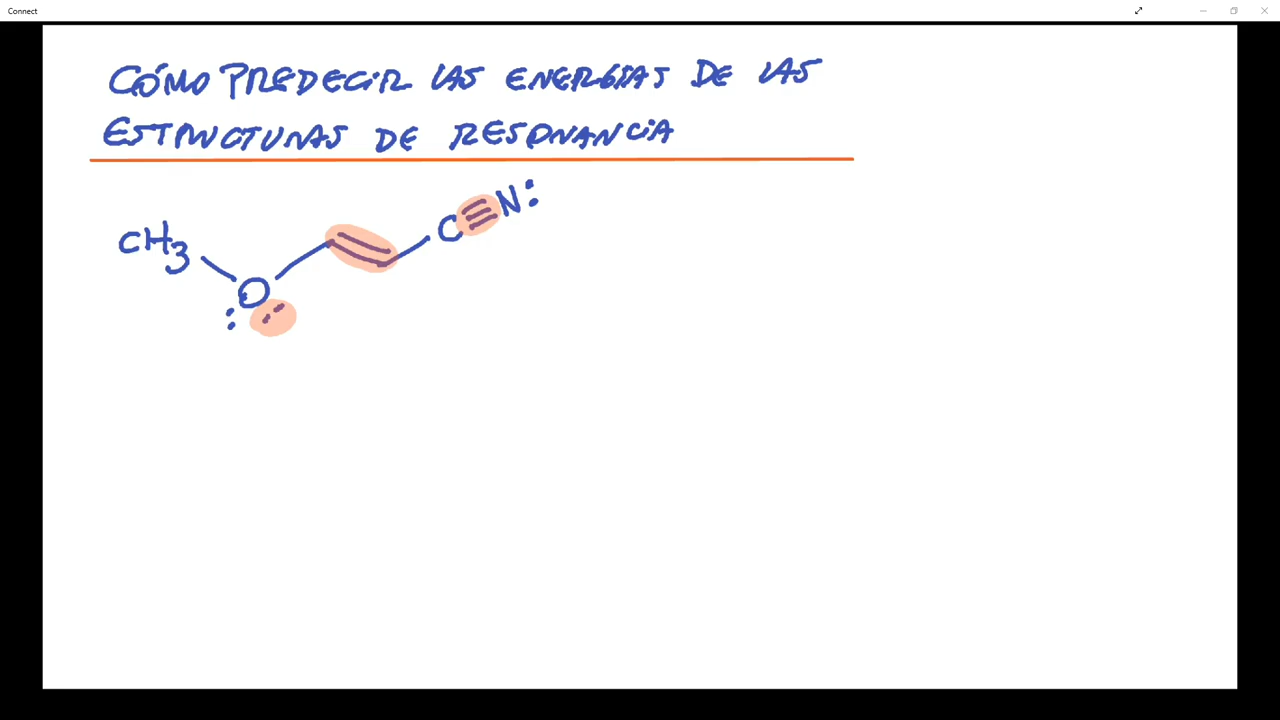 Connect
CÓMO PREDECIR LAS ENERGÍAS DE LAS
ESTRUCTURAS DE RESONANCIA
CH3
O
C≡N: